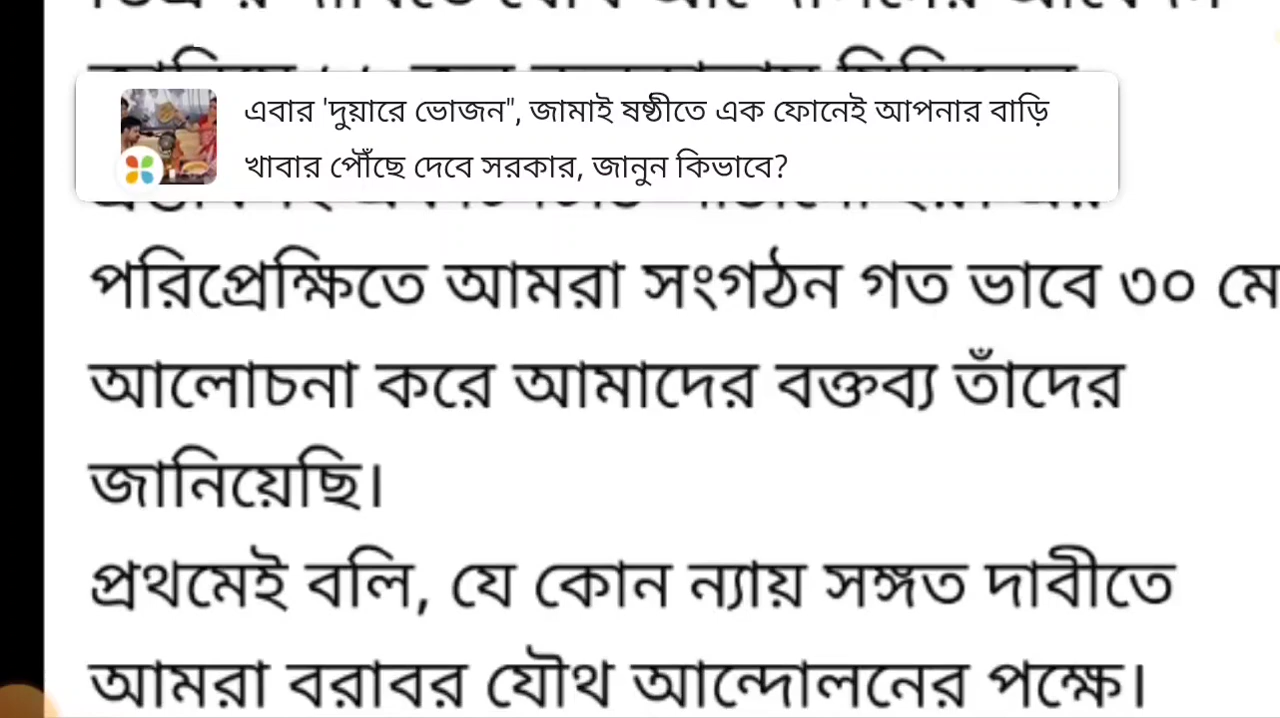 এবার 'দুয়ারে ভোজন", জামাই ষষ্ঠীতে এক ফোনেই আপনার বাড়ি
খাবার পৌঁছে দেবে সরকার, জানুন কিভাবে?
পরিপ্রেক্ষিতে আমরা সংগঠন গত ভাবে ৩০ মে
আলোচনা করে আমাদের বক্তব্য তাঁদের
জানিয়েছি।
প্রথমেই বলি, যে কোন ন্যায় সঙ্গত দাবীতে
আমরা বরাবর যৌথ আন্দোলনের পক্ষে।